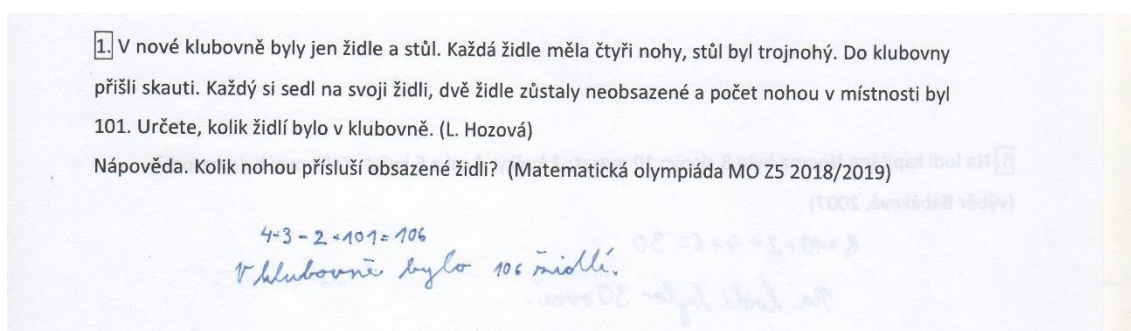 1. V nové klubovně byly jen židle a stůl. Každá židle měla čtyři nohy, stůl byl trojnohý. Do klubovny
přišli skauti. Každý si sedl na svoji židli, dvě židle zůstaly neobsazené a počet nohou v místnosti byl
101. Určete, kolik židlí bylo v klubovně. (L. Hozová)
Nápověda. Kolik nohou přísluší obsazené židli? (Matematická olympiáda MO Z5 2018/2019)
4·3 - 2 + 101 = 106
V klubovně bylo 106 židlí.